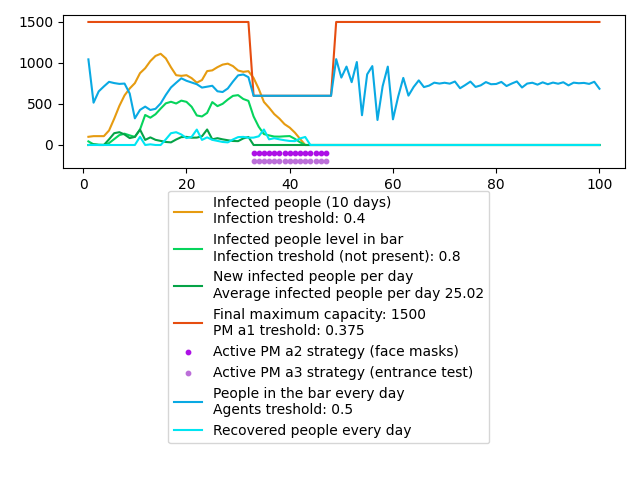 1500
1000
500
0
0
20
40
60
80
100
Infected people (10 days)
Infection treshold: 0.4
Infected people level in bar
Infection treshold (not present): 0.8
New infected people per day
Average infected people per day 25.02
Final maximum capacity: 1500
PM a1 treshold: 0.375
Active PM a2 strategy (face masks)
Active PM a3 strategy (entrance test)
People in the bar every day
Agents treshold: 0.5
Recovered people every day